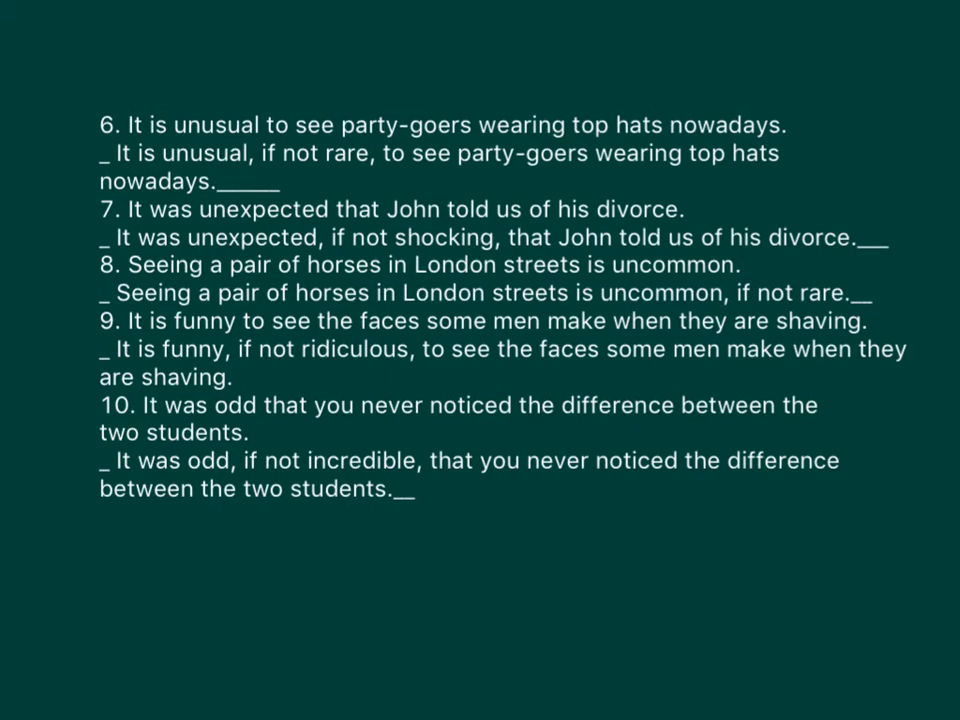 6. It is unusual to see party-goers wearing top hats nowadays.
_ It is unusual, if not rare, to see party-goers wearing top hats
nowadays.______
7. It was unexpected that John told us of his divorce.
_ It was unexpected, if not shocking, that John told us of his divorce.___
8. Seeing a pair of horses in London streets is uncommon.
_ Seeing a pair of horses in London streets is uncommon, if not rare.__
9. It is funny to see the faces some men make when they are shaving.
_ It is funny, if not ridiculous, to see the faces some men make when they
are shaving.
10. It was odd that you never noticed the difference between the
two students.
_ It was odd, if not incredible, that you never noticed the difference
between the two students.__